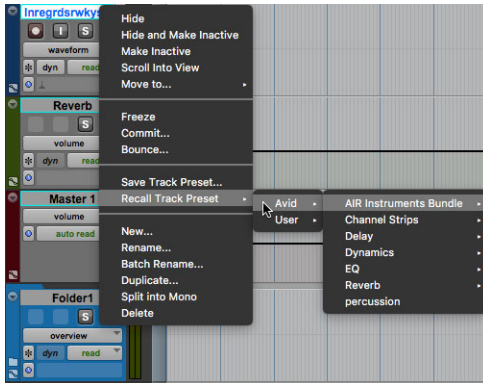 Inregrdsrwkys
I S
waveform
dyn read
Reverb
S
volume
dyn read
Master 1
volume
auto read
Folder1
S
overview
dyn read
Hide
Hide and Make Inactive
Make Inactive
Scroll Into View
Move to...
Freeze
Commit...
Bounce...
Save Track Preset...
Recall Track Preset
New...
Rename...
Batch Rename...
Duplicate...
Split into Mono
Delete
Avid
User
AIR Instruments Bundle
Channel Strips
Delay
Dynamics
EQ
Reverb
percussion